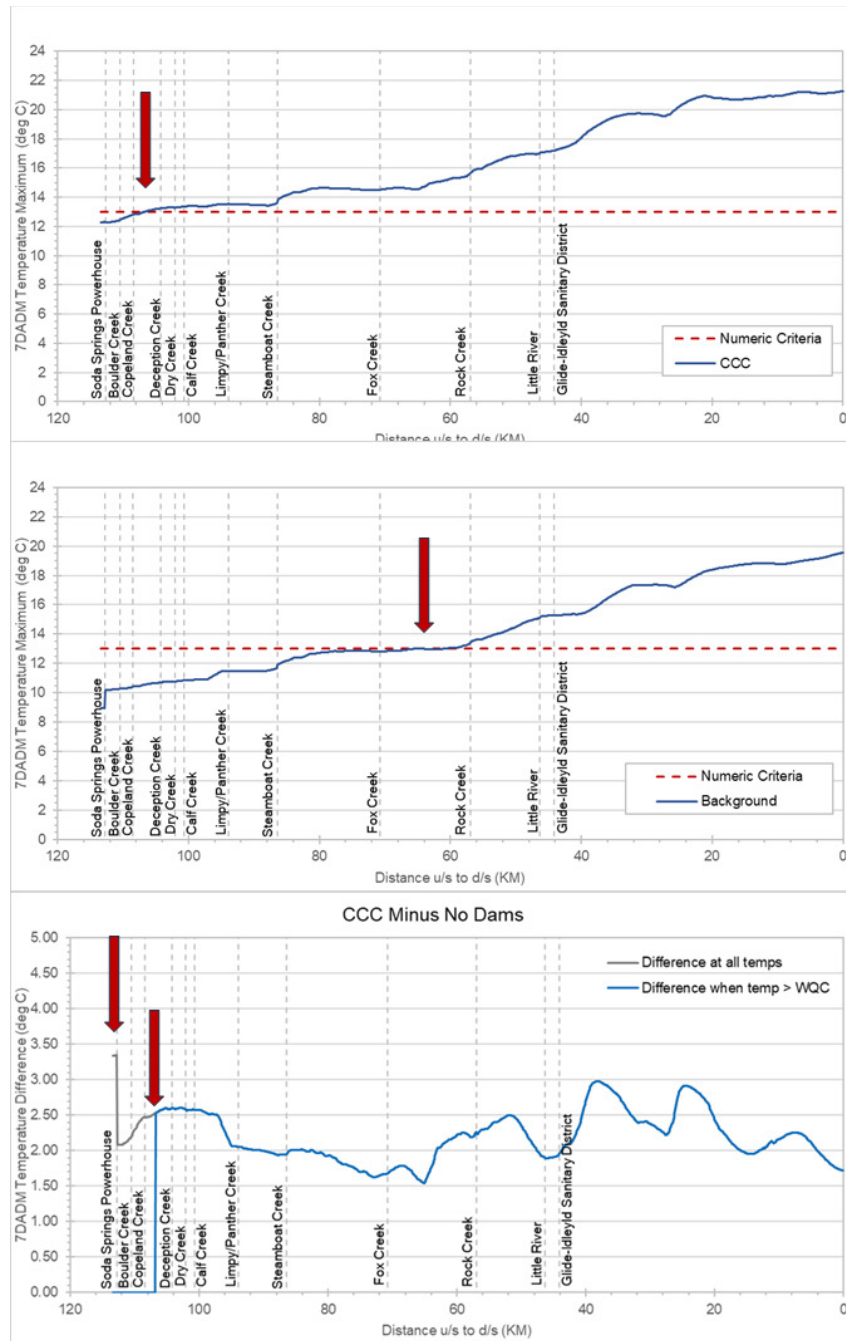 24
22
20
18
16
14
12
10
8
6
4
2
0
7DADM Temperature Maximum (deg C)
Soda Springs Powerhouse
Boulder Creek
Copeland Creek
Deception Creek
Dry Creek
Calf Creek
Limpy/Panther Creek
Steamboat Creek
Fox Creek
Rock Creek
Little River
Glide-Idleyld Sanitary District
Numeric Criteria
CCC
120 100 80 60 40 20 0
Distance u/s to d/s (KM)
24
22
20
18
16
14
12
10
8
6
4
2
0
7DADM Temperature Maximum (deg C)
Soda Springs Powerhouse
Boulder Creek
Copeland Creek
Deception Creek
Dry Creek
Calf Creek
Limpy/Panther Creek
Steamboat Creek
Fox Creek
Rock Creek
Little River
Glide-Idleyld Sanitary District
Numeric Criteria
Background
120 100 80 60 40 20 0
Distance u/s to d/s (KM)
CCC Minus No Dams
5.00
4.50
4.00
3.50
3.00
2.50
2.00
1.50
1.00
0.50
0.00
7DADM Temperature Difference (deg C)
Difference at all temps
Difference when temp > WQC
Soda Springs Powerhouse
Boulder Creek
Copeland Creek
Deception Creek
Dry Creek
Calf Creek
Limpy/Panther Creek
Steamboat Creek
Fox Creek
Rock Creek
Little River
Glide-Idleyld Sanitary District
120 100 80 60 40 20 0
Distance u/s to d/s (KM)